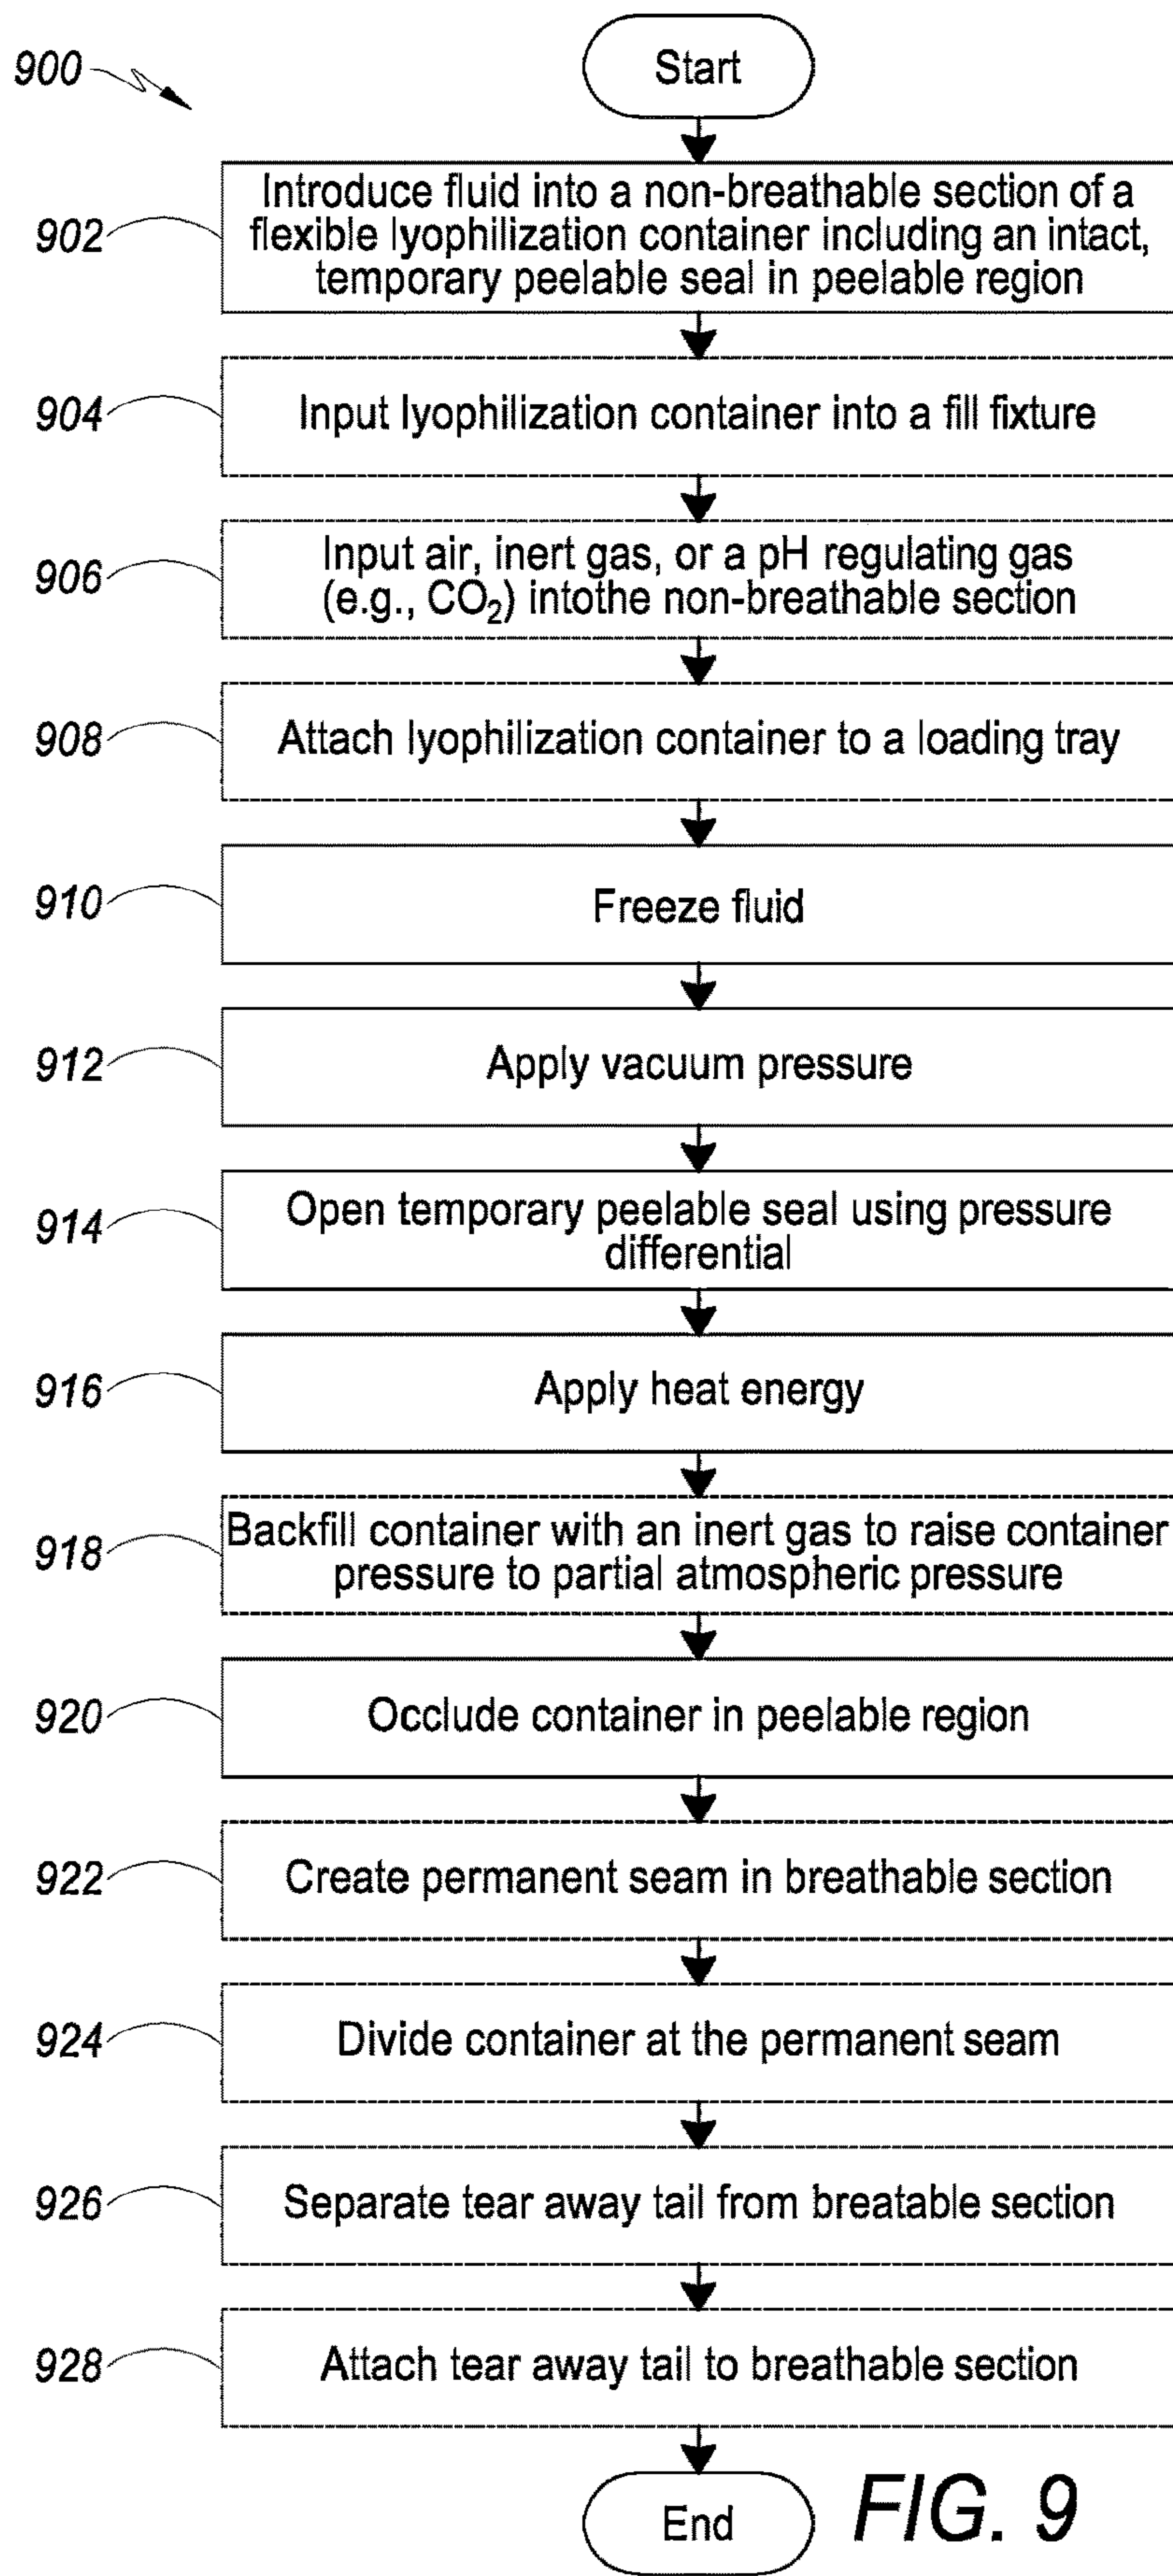 900
Start
902
Introduce fluid into a non-breathable section of a
flexible lyophilization container including an intact,
temporary peelable seal in peelable region
904
Input lyophilization container into a fill fixture
906
Input air, inert gas, or a pH regulating gas
(e.g., CO₂) intothe non-breathable section
908
Attach lyophilization container to a loading tray
910
Freeze fluid
912
Apply vacuum pressure
914
Open temporary peelable seal using pressure
differential
916
Apply heat energy
918
Backfill container with an inert gas to raise container
pressure to partial atmospheric pressure
920
Occlude container in peelable region
922
Create permanent seam in breathable section
924
Divide container at the permanent seam
926
Separate tear away tail from breatable section
928
Attach tear away tail to breathable section
End
FIG. 9